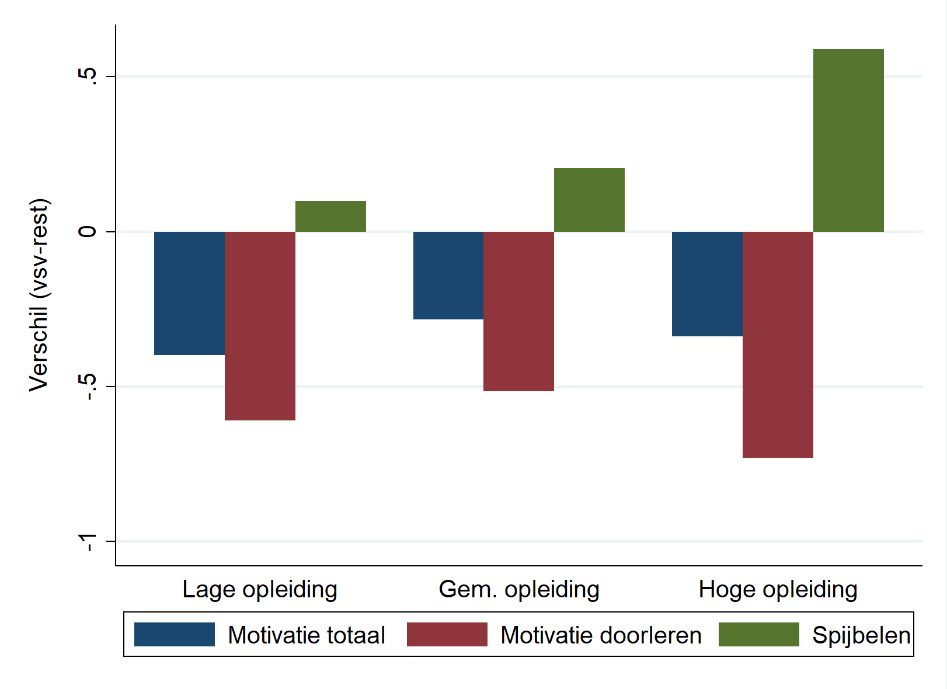 Verschil (vsv-rest)
.5
0
-.5
-1
Lage opleiding Gem. opleiding Hoge opleiding
Motivatie totaal Motivatie doorleren Spijbelen